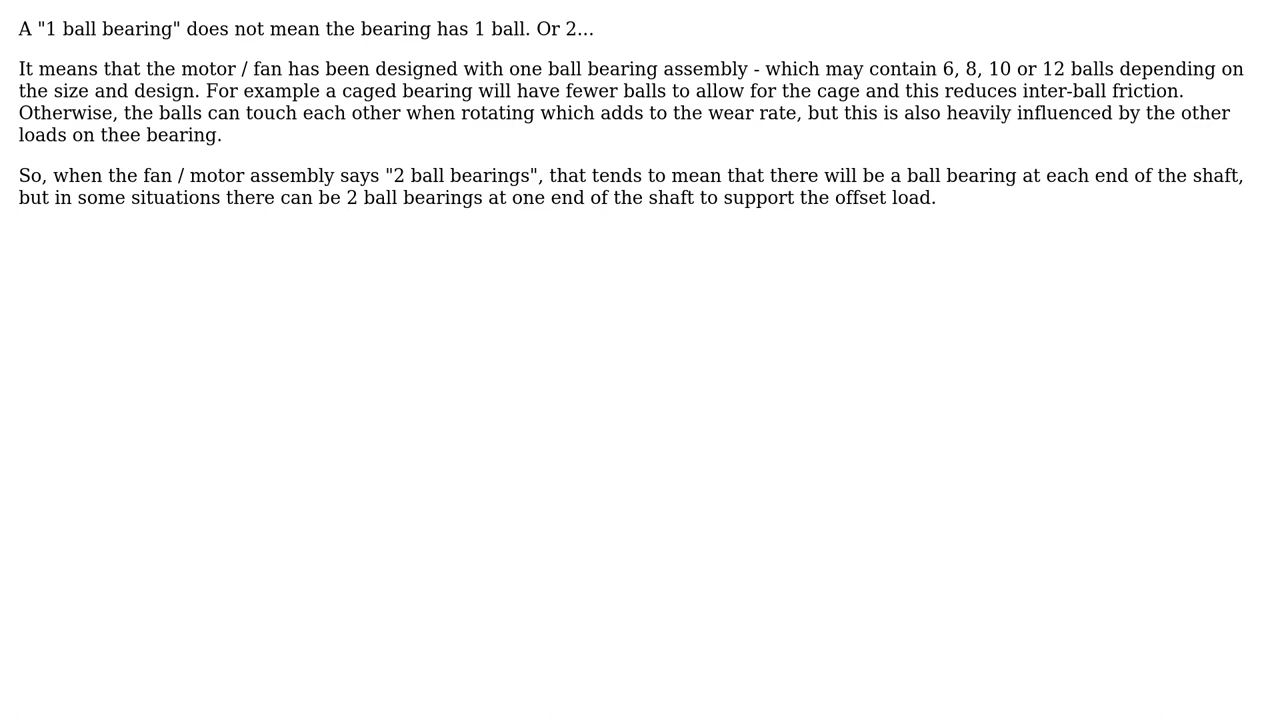 A "1 ball bearing" does not mean the bearing has 1 ball. Or 2...
It means that the motor / fan has been designed with one ball bearing assembly - which may contain 6, 8, 10 or 12 balls depending on
the size and design. For example a caged bearing will have fewer balls to allow for the cage and this reduces inter-ball friction.
Otherwise, the balls can touch each other when rotating which adds to the wear rate, but this is also heavily influenced by the other
loads on thee bearing.
So, when the fan / motor assembly says "2 ball bearings", that tends to mean that there will be a ball bearing at each end of the shaft,
but in some situations there can be 2 ball bearings at one end of the shaft to support the offset load.